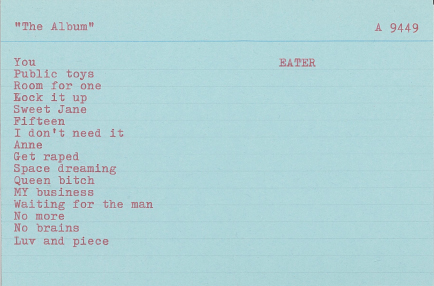 "The Album" A 9449
You EATER
Public toys
Room for one
Lock it up
Sweet Jane
Fifteen
I don't need it
Anne
Get raped
Space dreaming
Queen bitch
MY business
Waiting for the man
No more
No brains
Luv and piece